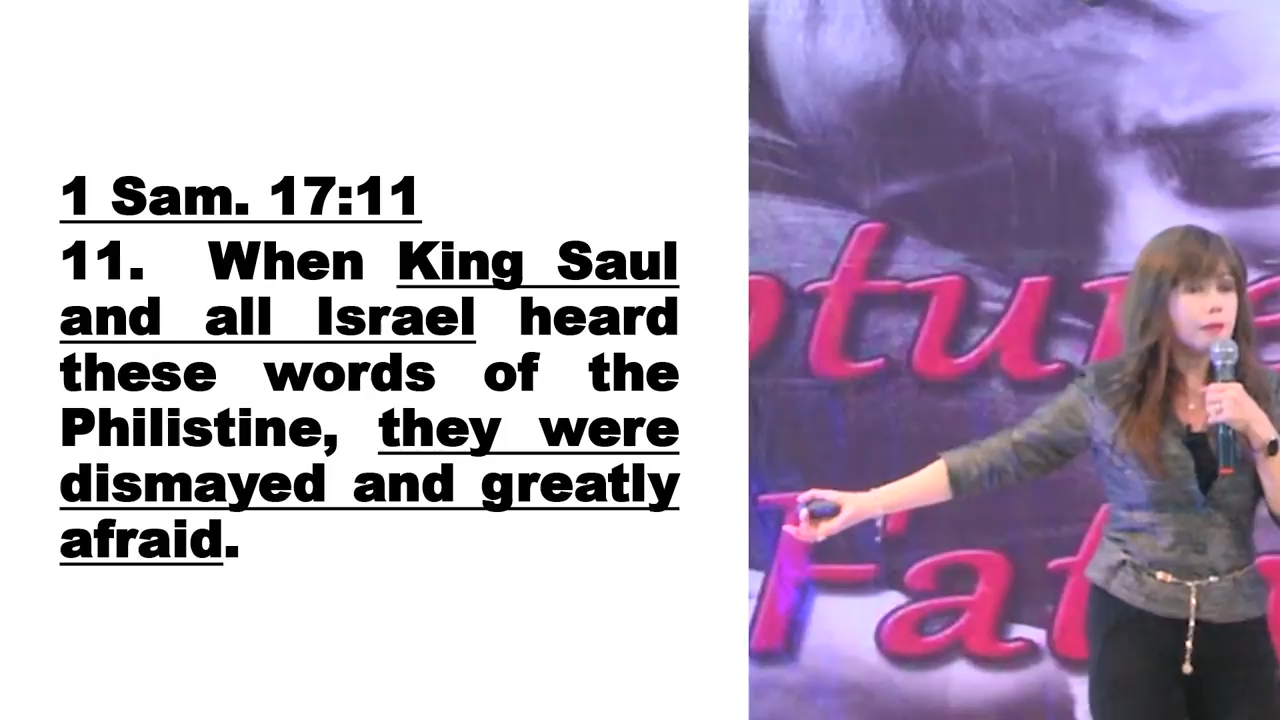 1 Sam. 17:11
11. When King Saul
and all Israel heard
these words of the
Philistine, they were
dismayed and greatly
afraid.